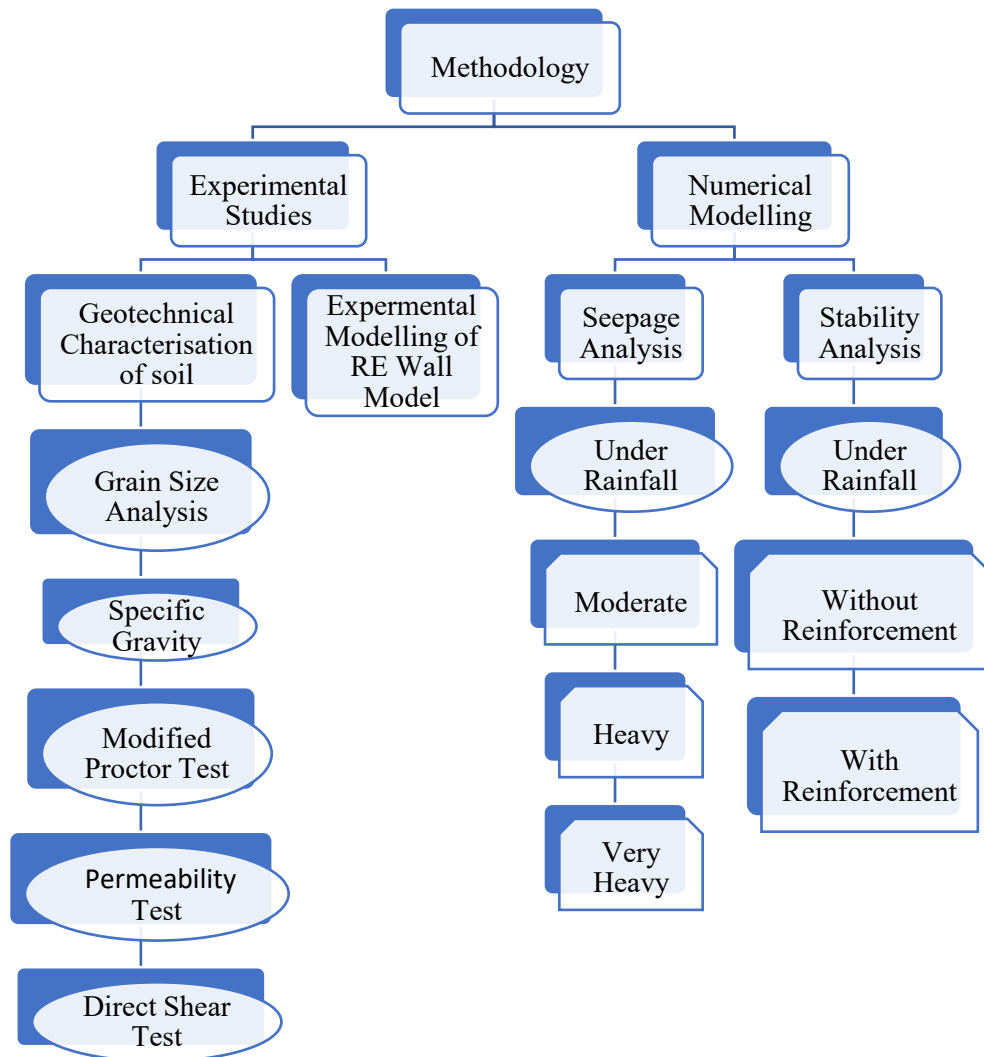 Methodology
Experimental
Studies
Numerical
Modelling
Geotechnical
Characterisation
of soil
Expermental
Modelling of
RE Wall
Model
Seepage
Analysis
Stability
Analysis
Grain Size
Analysis
Specific
Gravity
Modified
Proctor Test
Permeability
Test
Direct Shear
Test
Under
Rainfall
Moderate
Heavy
Very
Heavy
Under
Rainfall
Without
Reinforcement
With
Reinforcement